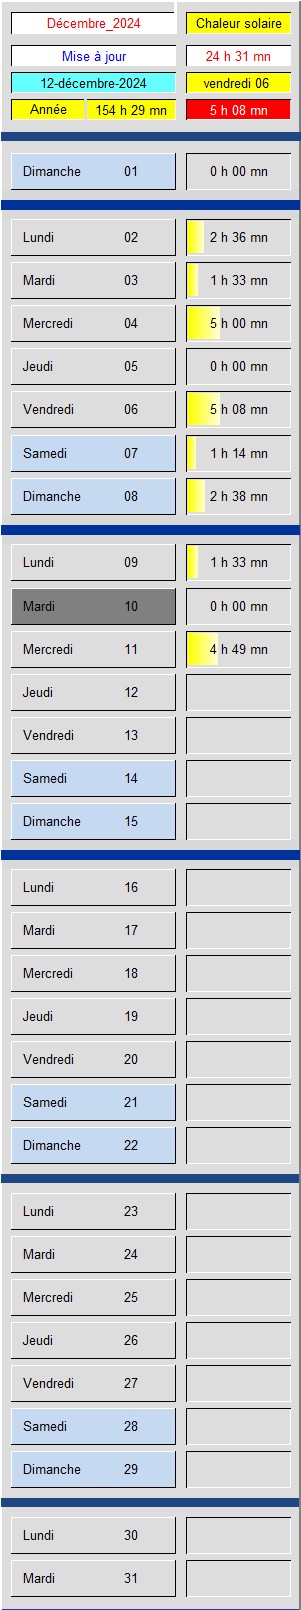 Décembre_2024 Chaleur solaire
Mise à jour 24 h 31 mn
12-décembre-2024 vendredi 06
Année 154 h 29 mn 5 h 08 mn
Dimanche 01 0 h 00 mn
Lundi 02 2 h 36 mn
Mardi 03 1 h 33 mn
Mercredi 04 5 h 00 mn
Jeudi 05 0 h 00 mn
Vendredi 06 5 h 08 mn
Samedi 07 1 h 14 mn
Dimanche 08 2 h 38 mn
Lundi 09 1 h 33 mn
Mardi 10 0 h 00 mn
Mercredi 11 4 h 49 mn
Jeudi 12
Vendredi 13
Samedi 14
Dimanche 15
Lundi 16
Mardi 17
Mercredi 18
Jeudi 19
Vendredi 20
Samedi 21
Dimanche 22
Lundi 23
Mardi 24
Mercredi 25
Jeudi 26
Vendredi 27
Samedi 28
Dimanche 29
Lundi 30
Mardi 31